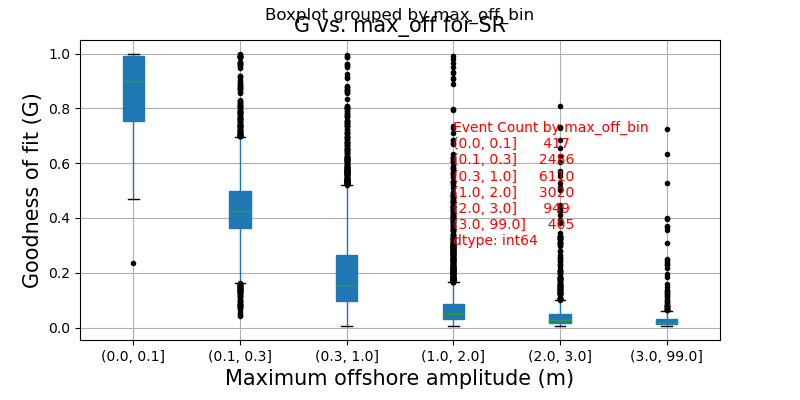 Boxplot grouped by max_off_bin
G vs. max_off for SR
Goodness of fit (G)
1.0
0.8
0.6
0.4
0.2
0.0
Event Count by max_off_bin
(0.0, 0.1] 417
(0.1, 0.3]
(0.3, 1.0]
(1.0, 2.0]
(2.0, 3.0] 949
(3.0, 99.0]
dtype: int64
(0.0, 0.1]
(0.1, 0.3]
(0.3, 1.0]
(1.0, 2.0]
(2.0, 3.0]
(3.0, 99.0]
Maximum offshore amplitude (m)